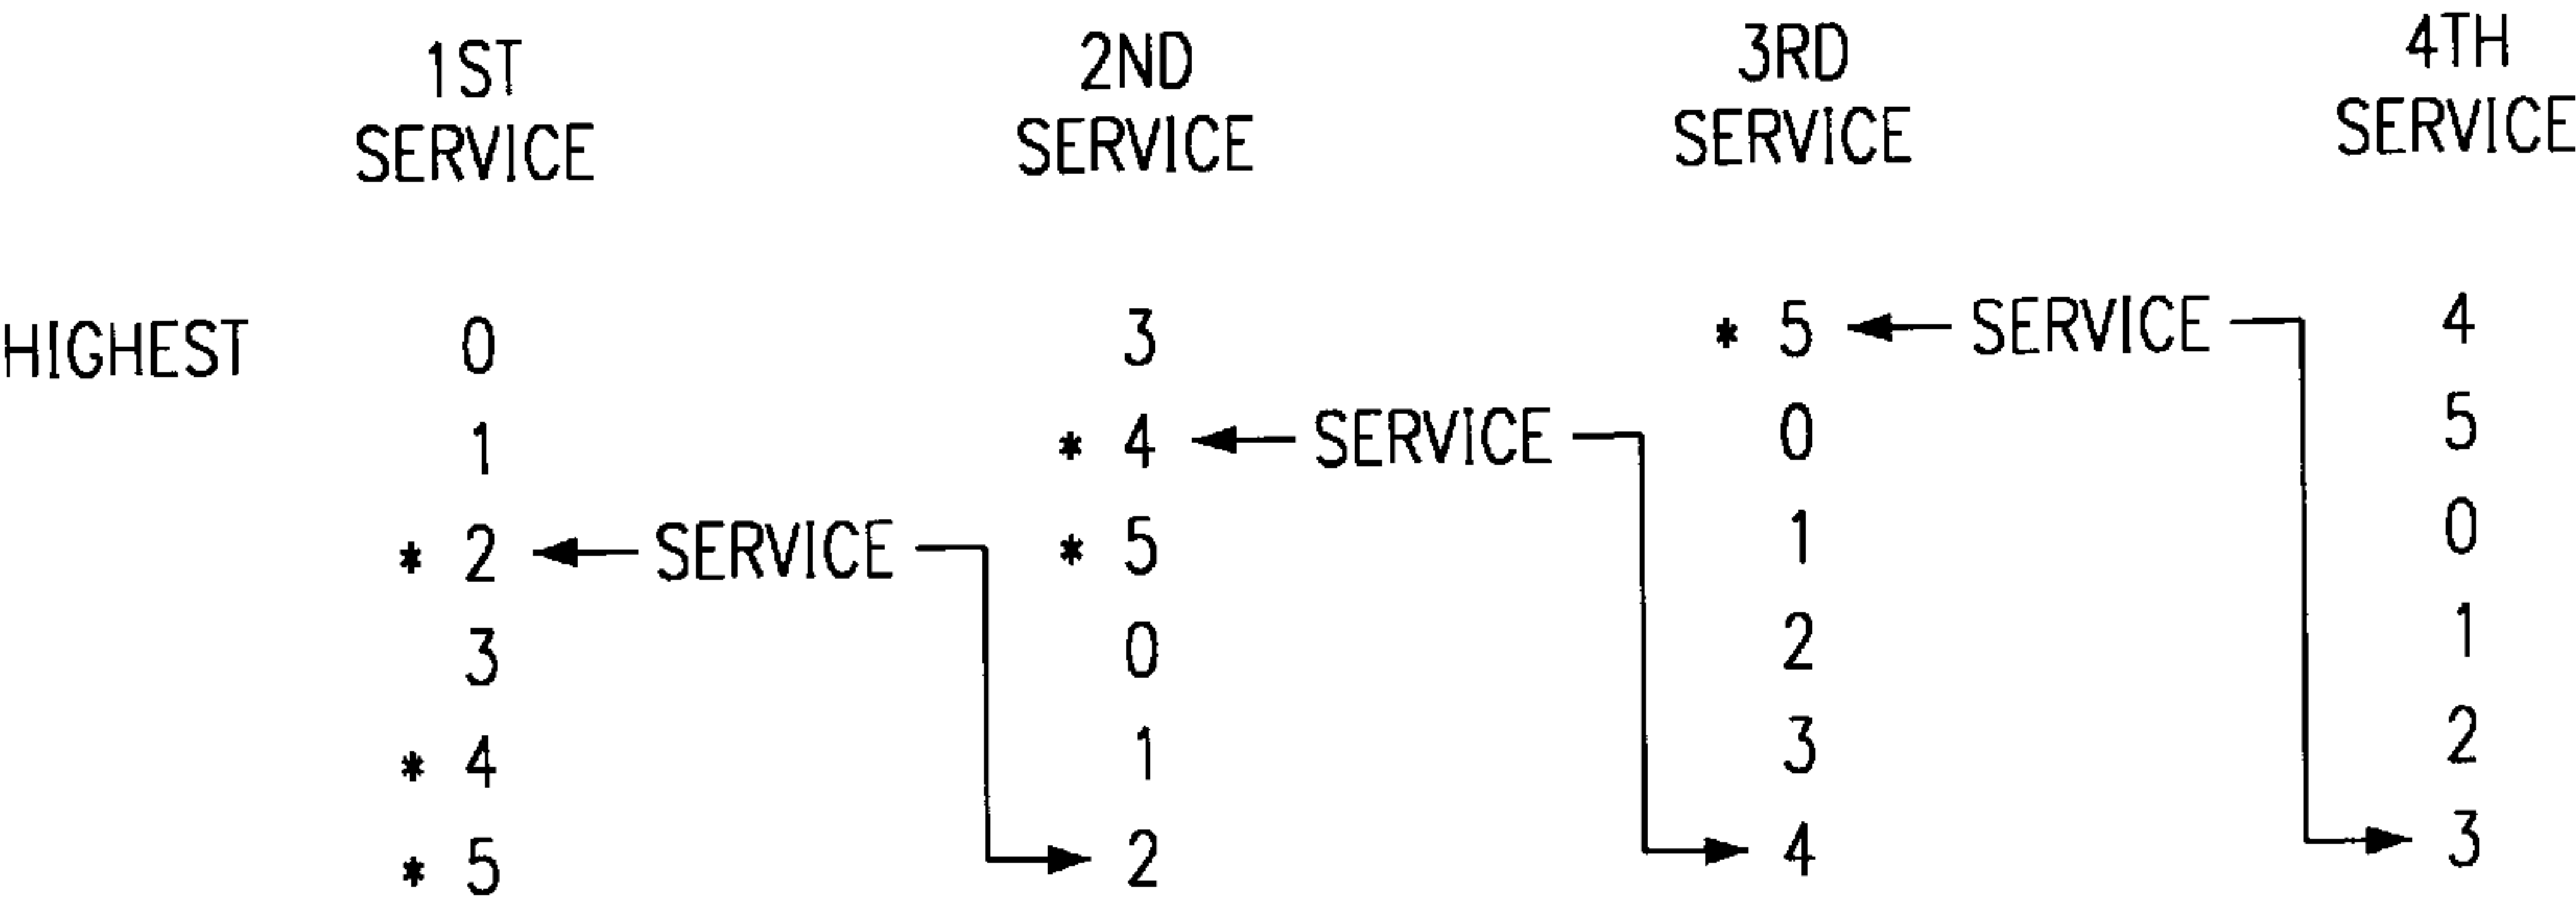 1ST 2ND 3RD 4TH
SERVICE SERVICE SERVICE SERVICE
HIGHEST 0 3 * 5 SERVICE 4
1 * 4 SERVICE 0 5
* 2 SERVICE * 5 1 0
3 0 2 1
* 4 1 3 2
* 5 2 4 3